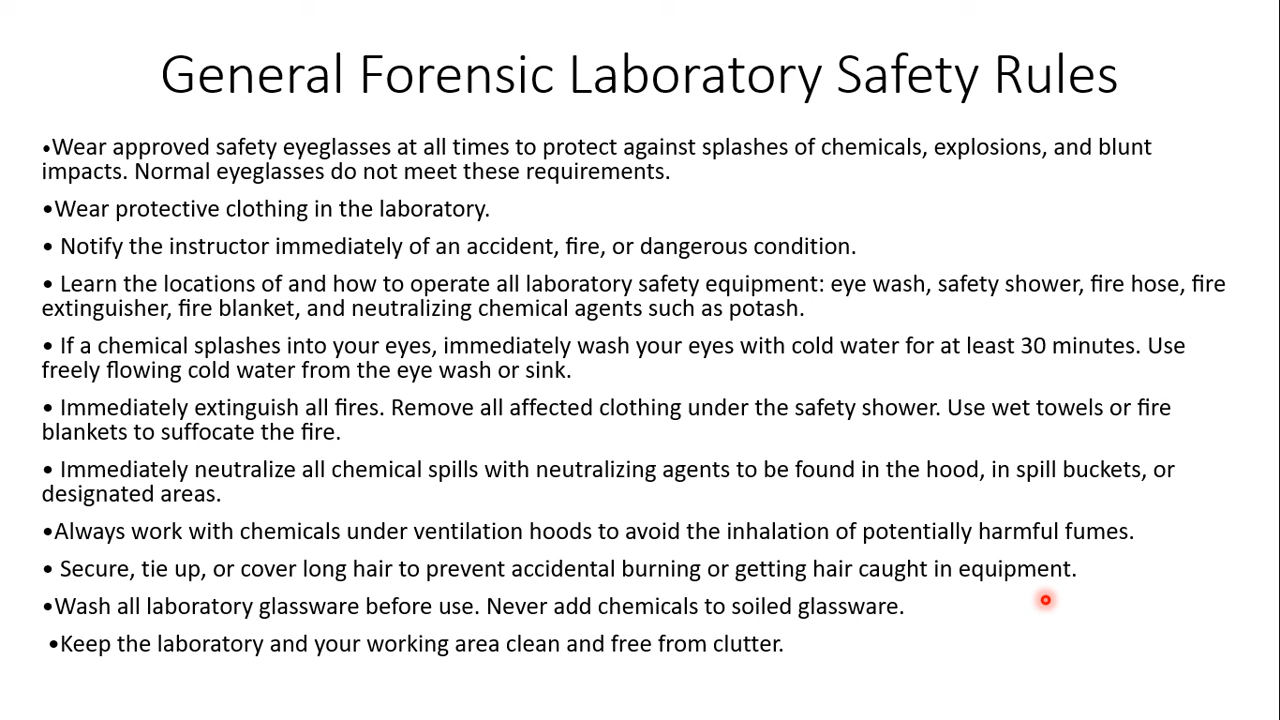 General Forensic Laboratory Safety Rules
•Wear approved safety eyeglasses at all times to protect against splashes of chemicals, explosions, and blunt
impacts. Normal eyeglasses do not meet these requirements.
•Wear protective clothing in the laboratory.
• Notify the instructor immediately of an accident, fire, or dangerous condition.
• Learn the locations of and how to operate all laboratory safety equipment: eye wash, safety shower, fire hose, fire
extinguisher, fire blanket, and neutralizing chemical agents such as potash.
• If a chemical splashes into your eyes, immediately wash your eyes with cold water for at least 30 minutes. Use
freely flowing cold water from the eye wash or sink.
• Immediately extinguish all fires. Remove all affected clothing under the safety shower. Use wet towels or fire
blankets to suffocate the fire.
• Immediately neutralize all chemical spills with neutralizing agents to be found in the hood, in spill buckets, or
designated areas.
•Always work with chemicals under ventilation hoods to avoid the inhalation of potentially harmful fumes.
• Secure, tie up, or cover long hair to prevent accidental burning or getting hair caught in equipment.
•Wash all laboratory glassware before use. Never add chemicals to soiled glassware.
•Keep the laboratory and your working area clean and free from clutter.